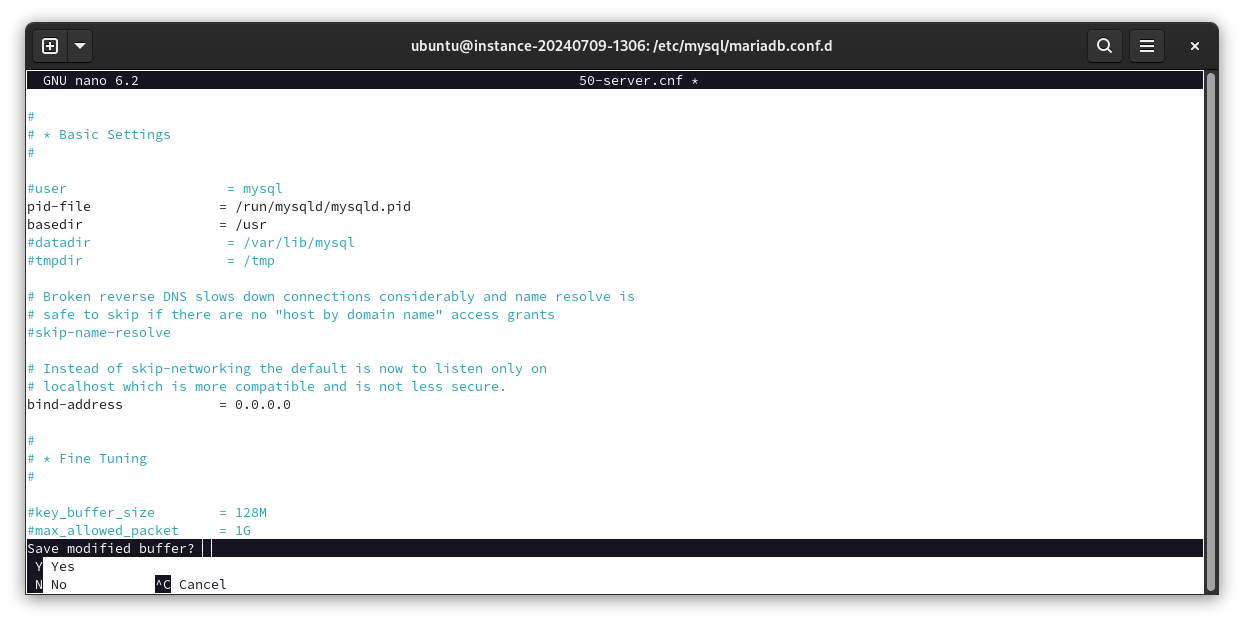 ubuntu@instance-20240709-1306: /etc/mysql/mariadb.conf.d
GNU nano 6.2 50-server.cnf *
#
# * Basic Settings
#
#user = mysql
pid-file = /run/mysqld/mysqld.pid
basedir = /usr
#datadir = /var/lib/mysql
#tmpdir = /tmp
# Broken reverse DNS slows down connections considerably and name resolve is
# safe to skip if there are no "host by domain name" access grants
#skip-name-resolve
# Instead of skip-networking the default is now to listen only on
# localhost which is more compatible and is not less secure.
bind-address = 0.0.0.0
#
# * Fine Tuning
#
#key_buffer_size = 128M
#max_allowed_packet = 1G
Save modified buffer?
Y Yes
N No ^C Cancel